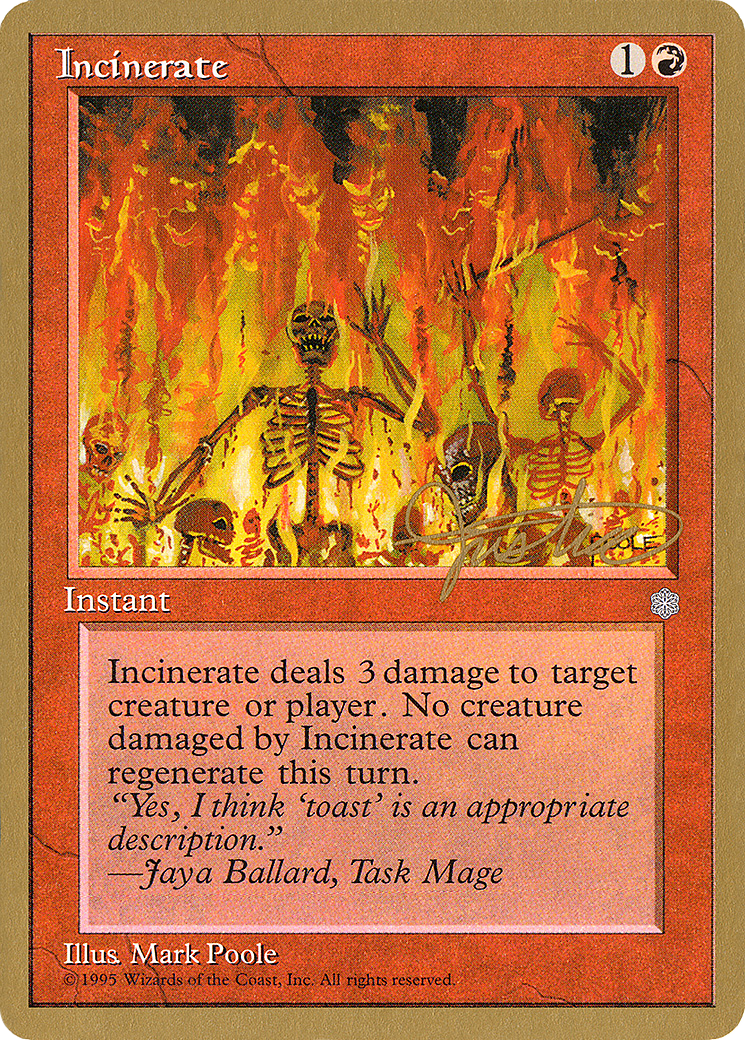 Incinerate 1
Instant
Incinerate deals 3 damage to target
creature or player. No creature
damaged by Incinerate can
regenerate this turn.
“Yes, I think ‘toast’ is an appropriate
description.”
—Jaya Ballard, Task Mage
Illus. Mark Poole
©1995 Wizards of the Coast, Inc. All rights reserved.